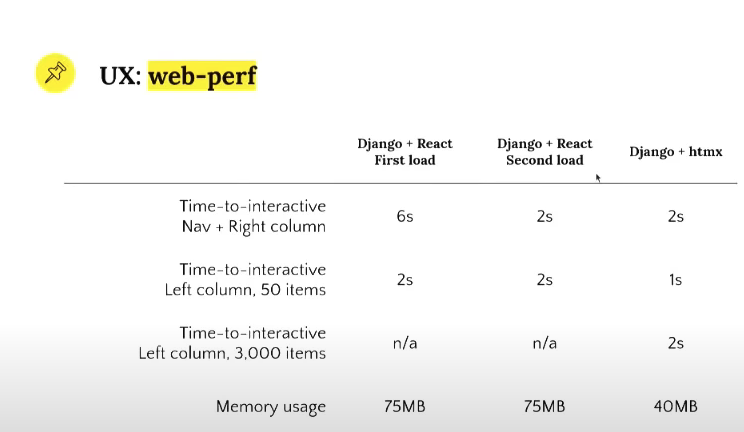 UX: web-perf
Django + React Django + React Django + htmx
First load Second load
Time-to-interactive
Nav + Right column 6s 2s 2s
Time-to-interactive
Left column, 50 items 2s 2s 1s
Time-to-interactive
Left column, 3,000 items n/a n/a 2s
Memory usage 75MB 75MB 40MB